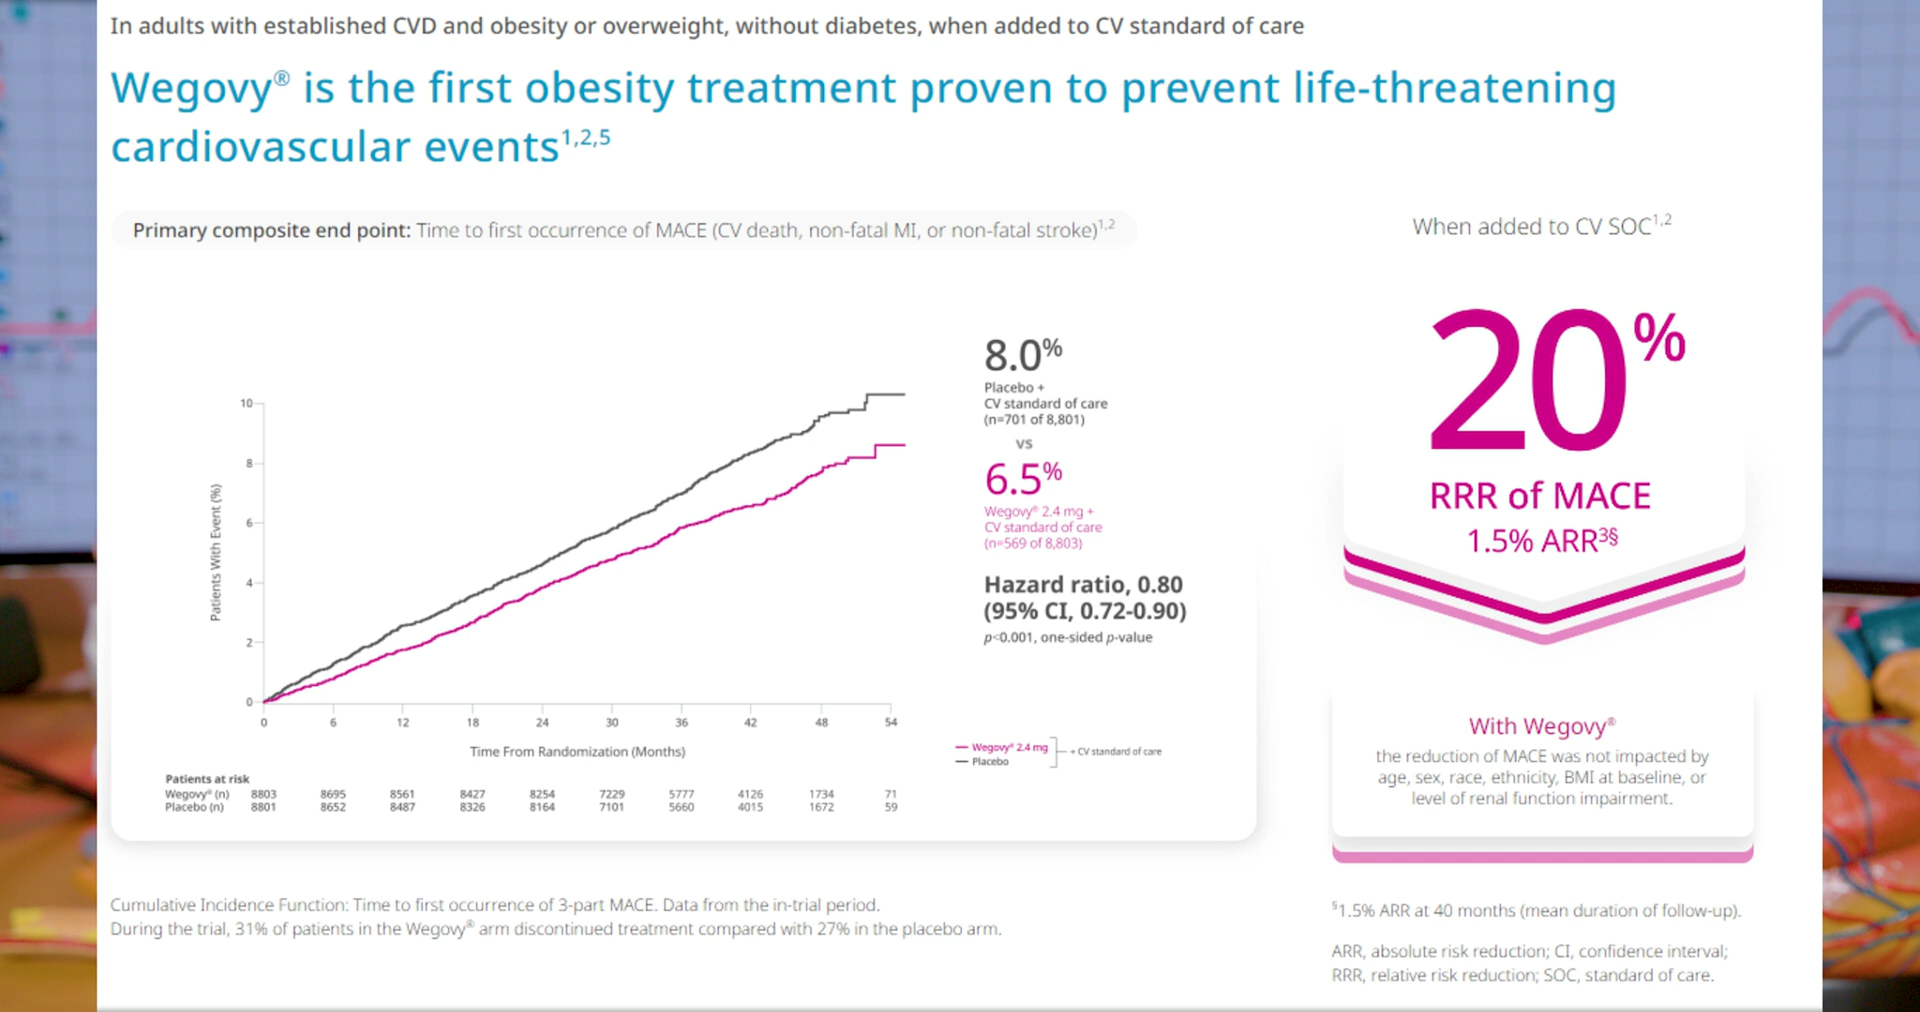 In adults with established CVD and obesity or overweight, without diabetes, when added to CV standard of care
Wegovy® is the first obesity treatment proven to prevent life-threatening
cardiovascular events1,2,5
Primary composite end point: Time to first occurrence of MACE (CV death, non-fatal MI, or non-fatal stroke)1,2
Patients With Event (%)
10
8
6
4
2
0
0 6 12 18 24 30 36 42 48 54
Time From Randomization (Months)
Patients at risk
Wegovy® (n) 8803 8695 8561 8427 8254 7229 5777 4126 1734 71
Placebo (n) 8801 8652 8487 8326 8164 7101 5660 4015 1672 59
8.0%
Placebo +
CV standard of care
(n=701 of 8,801)
vs
6.5%
Wegovy® 2.4 mg +
CV standard of care
(n=569 of 8,803)
Hazard ratio, 0.80
(95% CI, 0.72-0.90)
p<0.001, one-sided p-value
Wegovy® 2.4 mg
Placebo
+ CV standard of care
When added to CV SOC1,2
20%
RRR of MACE
1.5% ARR3§
With Wegovy®
the reduction of MACE was not impacted by
age, sex, race, ethnicity, BMI at baseline, or
level of renal function impairment.
Cumulative Incidence Function: Time to first occurrence of 3-part MACE. Data from the in-trial period.
During the trial, 31% of patients in the Wegovy® arm discontinued treatment compared with 27% in the placebo arm.
§1.5% ARR at 40 months (mean duration of follow-up).
ARR, absolute risk reduction; CI, confidence interval;
RRR, relative risk reduction; SOC, standard of care.